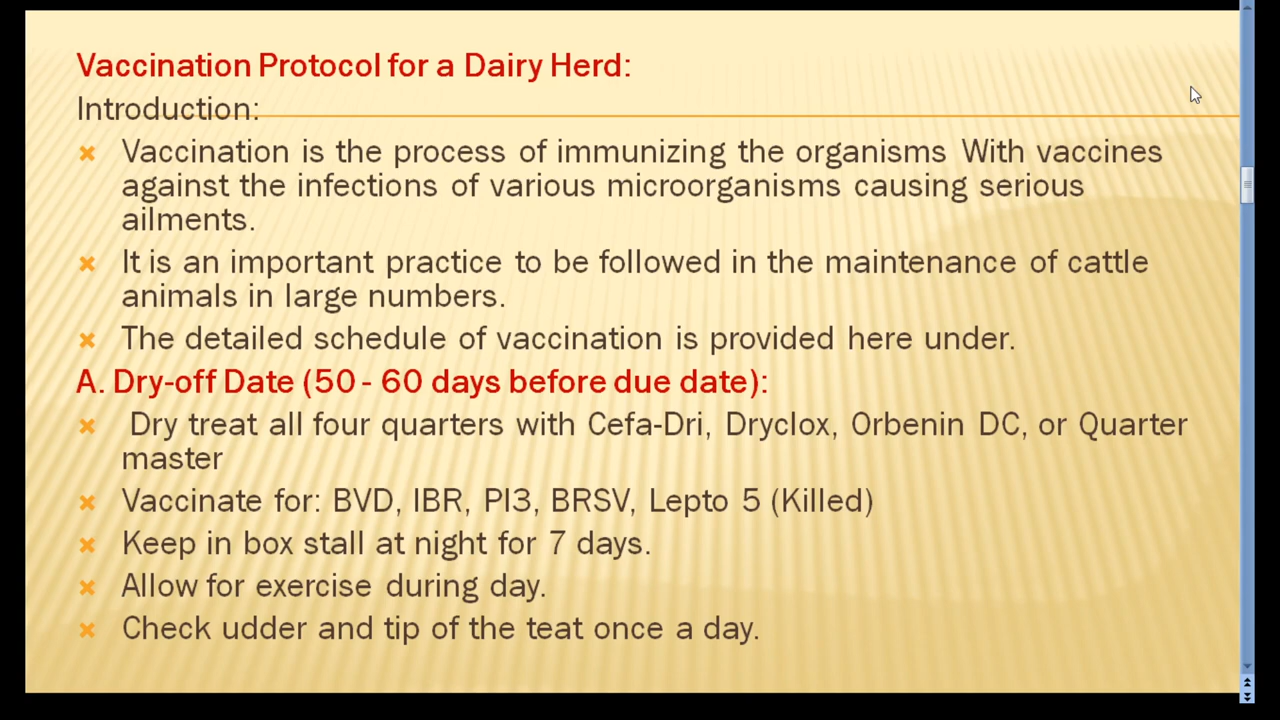 Vaccination Protocol for a Dairy Herd:
Introduction:
Vaccination is the process of immunizing the organisms With vaccines
against the infections of various microorganisms causing serious
ailments.
It is an important practice to be followed in the maintenance of cattle
animals in large numbers.
The detailed schedule of vaccination is provided here under.
A. Dry-off Date (50 - 60 days before due date):
Dry treat all four quarters with Cefa-Dri, Dryclox, Orbenin DC, or Quarter
master
Vaccinate for: BVD, IBR, PI3, BRSV, Lepto 5 (Killed)
Keep in box stall at night for 7 days.
Allow for exercise during day.
Check udder and tip of the teat once a day.